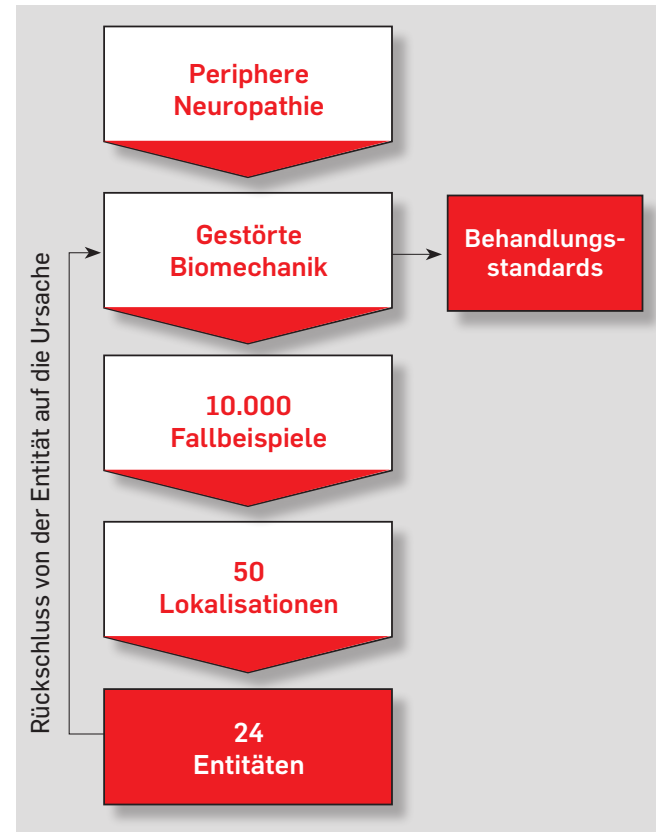 Periphere
Neuropathie
Gestörte
Biomechanik
Behandlungs-
standards
10.000
Fallbeispiele
50
Lokalisationen
24
Entitäten
Rückschluss von der Entität auf die Ursache